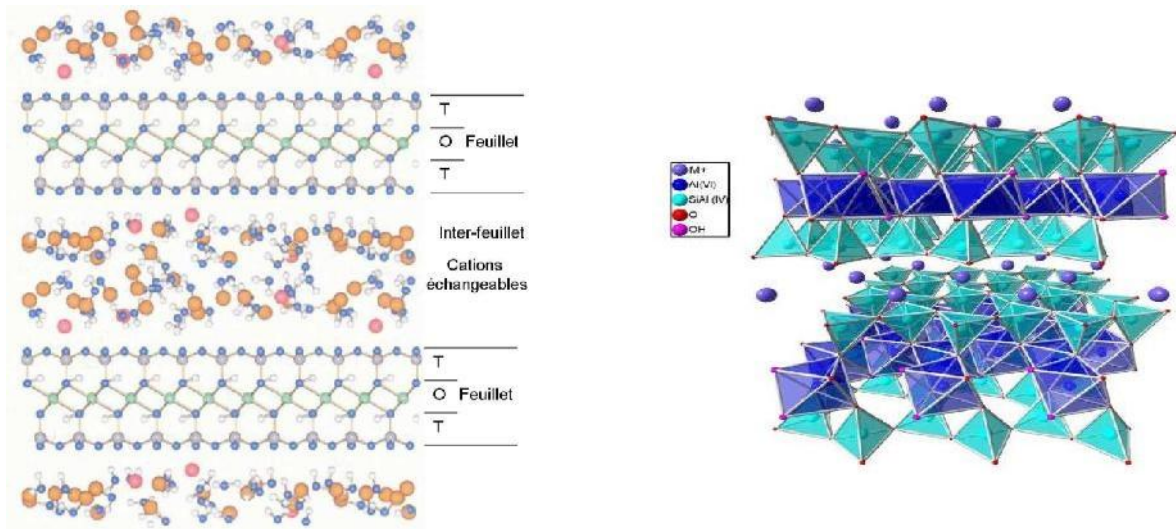 T
O Feuillet
T
Inter-feuillet
Cations
échangeables
T
O Feuillet
T
M+
Al(VI)
Si/Al (IV)
O
OH